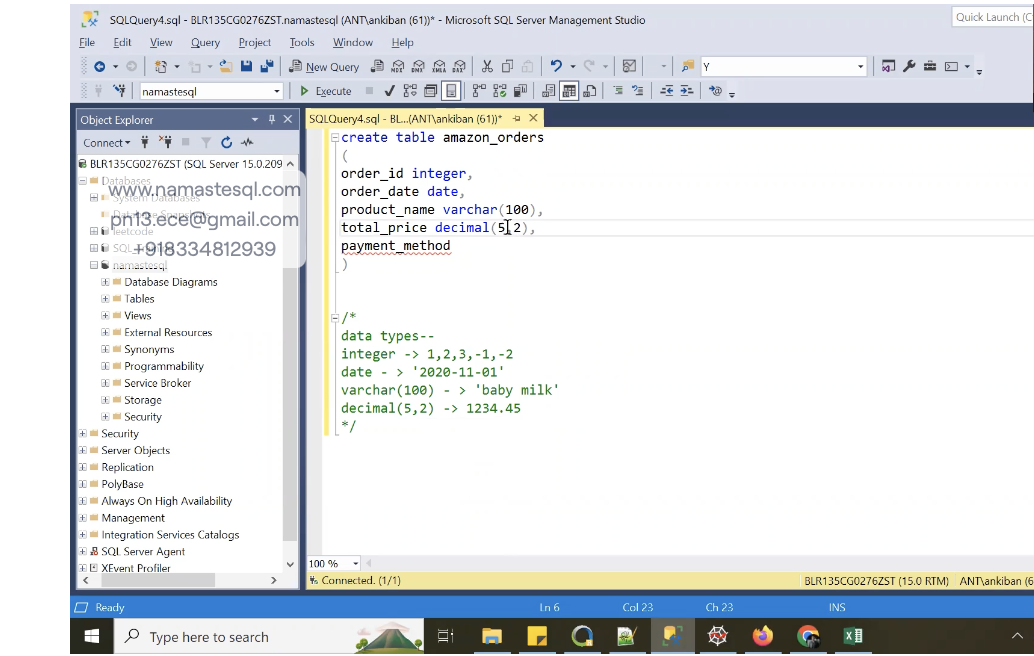 SQLQuery4.sql - BLR135CG0276ZST.namastesql (ANT\ankiban (61))* - Microsoft SQL Server Management Studio
Quick Launch (C
File Edit View Query Project Tools Window Help
New Query
Y
namastesql
Execute
Object Explorer
SQLQuery4.sql - BL...(ANT\ankiban (61))*
Connect
BLR135CG0276ZST (SQL Server 15.0.209
Databases
System Databases
leetcode
namastesql
Database Diagrams
Tables
Views
External Resources
Synonyms
Programmability
Service Broker
Storage
Security
Security
Server Objects
Replication
PolyBase
Always On High Availability
Management
Integration Services Catalogs
SQL Server Agent
XEvent Profiler
www.namastesql.com
pn13.ece@gmail.com
+918334812939
create table amazon_orders
(
order_id integer,
order_date date,
product_name varchar(100),
total_price decimal(5,2),
payment_method
)
/*
data types--
integer -> 1,2,3,-1,-2
date - > '2020-11-01'
varchar(100) - > 'baby milk'
decimal(5,2) -> 1234.45
*/
100 %
Connected. (1/1)
BLR135CG0276ZST (15.0 RTM)
ANT\ankiban (6
Ready
Ln 6
Col 23
Ch 23
INS
Type here to search